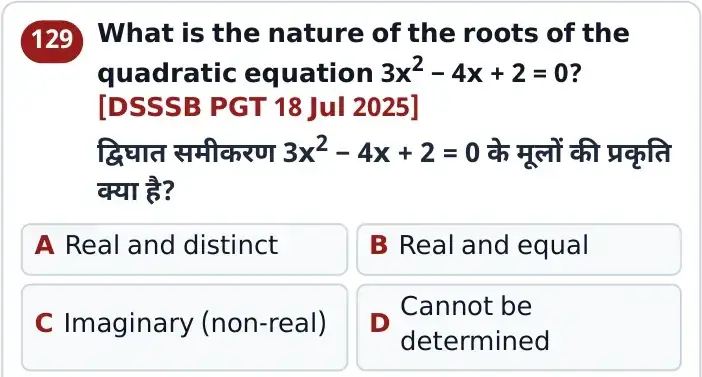 129 What is the nature of the roots of the
quadratic equation 3x² − 4x + 2 = 0?
[DSSSB PGT 18 Jul 2025]
द्विघात समीकरण 3x² − 4x + 2 = 0 के मूलों की प्रकृति
क्या है?
A Real and distinct
B Real and equal
C Imaginary (non-real)
D Cannot be
determined